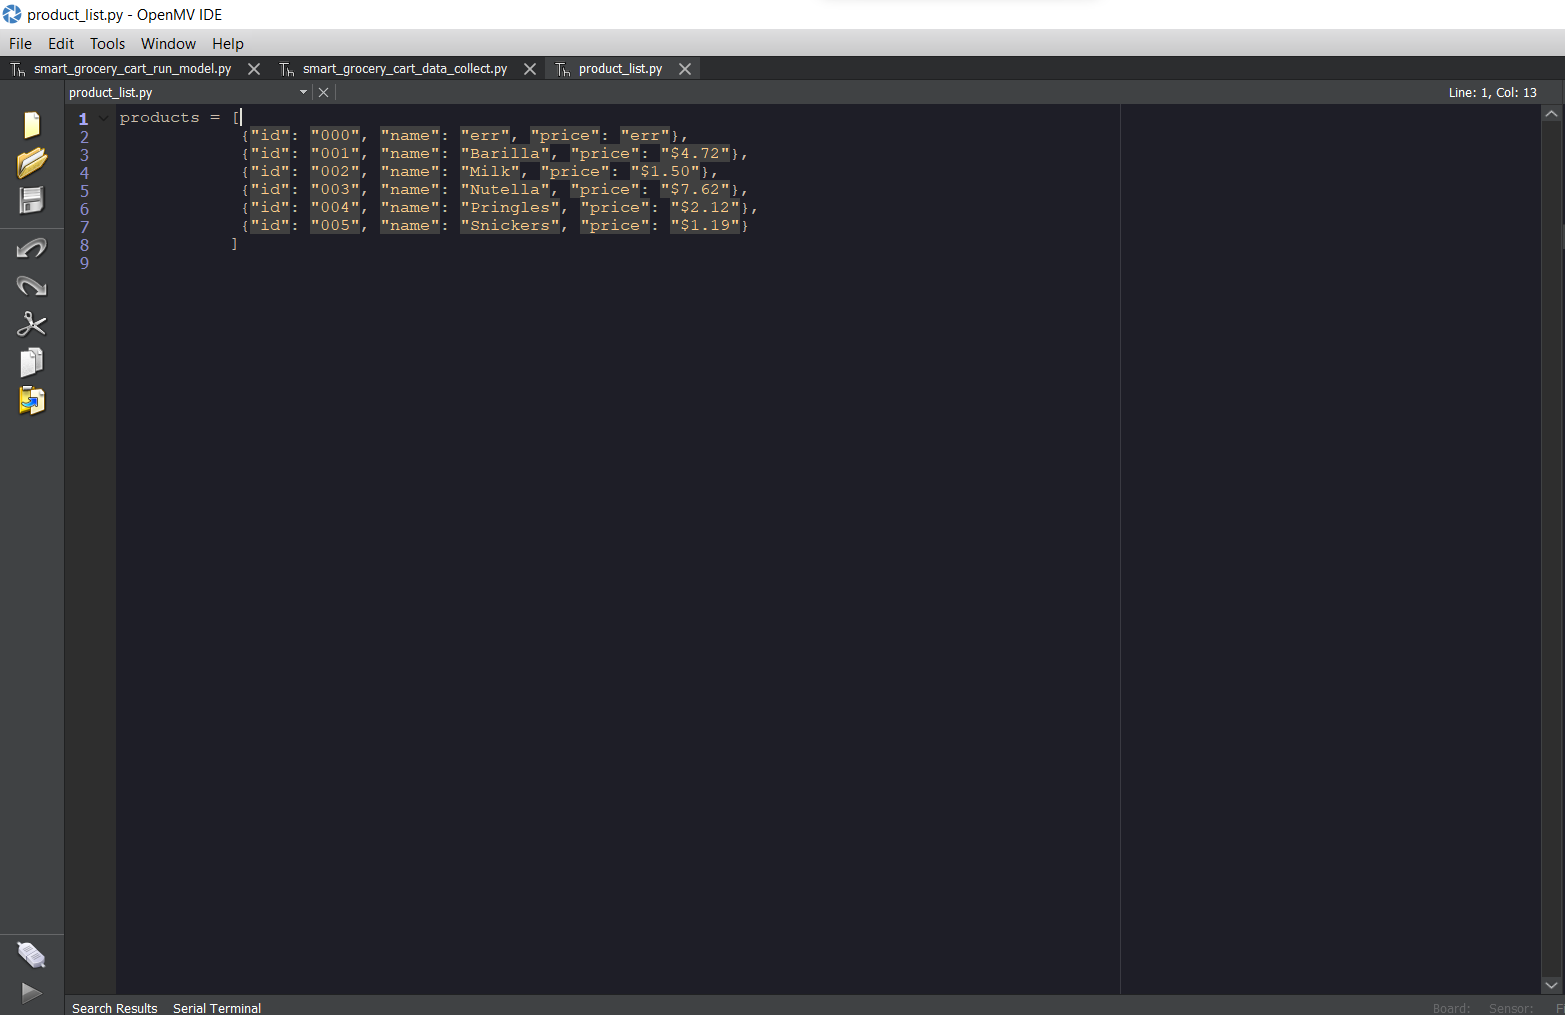 product_list.py - OpenMV IDE
File Edit Tools Window Help
smart_grocery_cart_run_model.py smart_grocery_cart_data_collect.py product_list.py
product_list.py Line: 1, Col: 13
1 products = [
2 {"id": "000", "name": "err", "price": "err"},
3 {"id": "001", "name": "Barilla", "price": "$4.72"},
4 {"id": "002", "name": "Milk", "price": "$1.50"},
5 {"id": "003", "name": "Nutella", "price": "$7.62"},
6 {"id": "004", "name": "Pringles", "price": "$2.12"},
7 {"id": "005", "name": "Snickers", "price": "$1.19"}
8 ]
9
Search Results Serial Terminal Board: Sensor: F